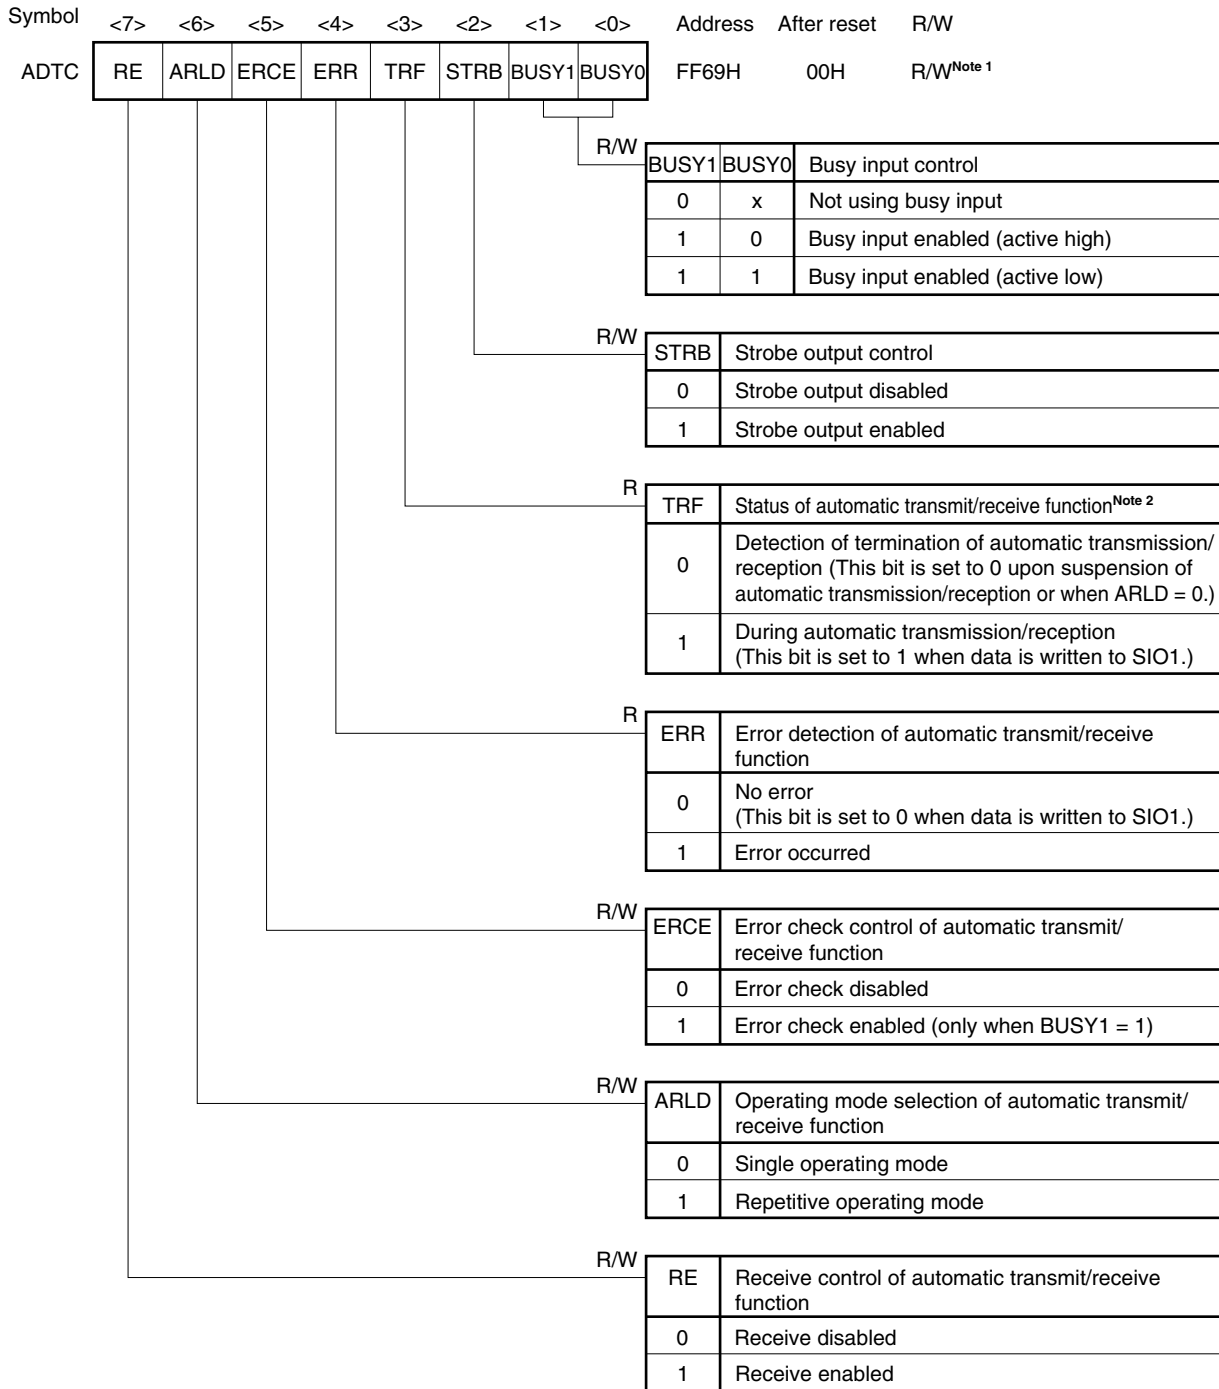 Symbol <7> <6> <5> <4> <3> <2> <1> <0> Address After reset R/W
ADTC RE ARLD ERCE ERR TRF STRB BUSY1 BUSY0 FF69H 00H R/W Note 1
R/W
BUSY1 BUSY0 Busy input control
0 x Not using busy input
1 0 Busy input enabled (active high)
1 1 Busy input enabled (active low)
R/W
STRB Strobe output control
0 Strobe output disabled
1 Strobe output enabled
R
TRF Status of automatic transmit/receive function Note 2
0 Detection of termination of automatic transmission/
reception (This bit is set to 0 upon suspension of
automatic transmission/reception or when ARLD = 0.)
1 During automatic transmission/reception
(This bit is set to 1 when data is written to SIO1.)
R
ERR Error detection of automatic transmit/receive
function
0 No error
(This bit is set to 0 when data is written to SIO1.)
1 Error occurred
R/W
ERCE Error check control of automatic transmit/
receive function
0 Error check disabled
1 Error check enabled (only when BUSY1 = 1)
R/W
ARLD Operating mode selection of automatic transmit/
receive function
0 Single operating mode
1 Repetitive operating mode
R/W
RE Receive control of automatic transmit/receive
function
0 Receive disabled
1 Receive enabled